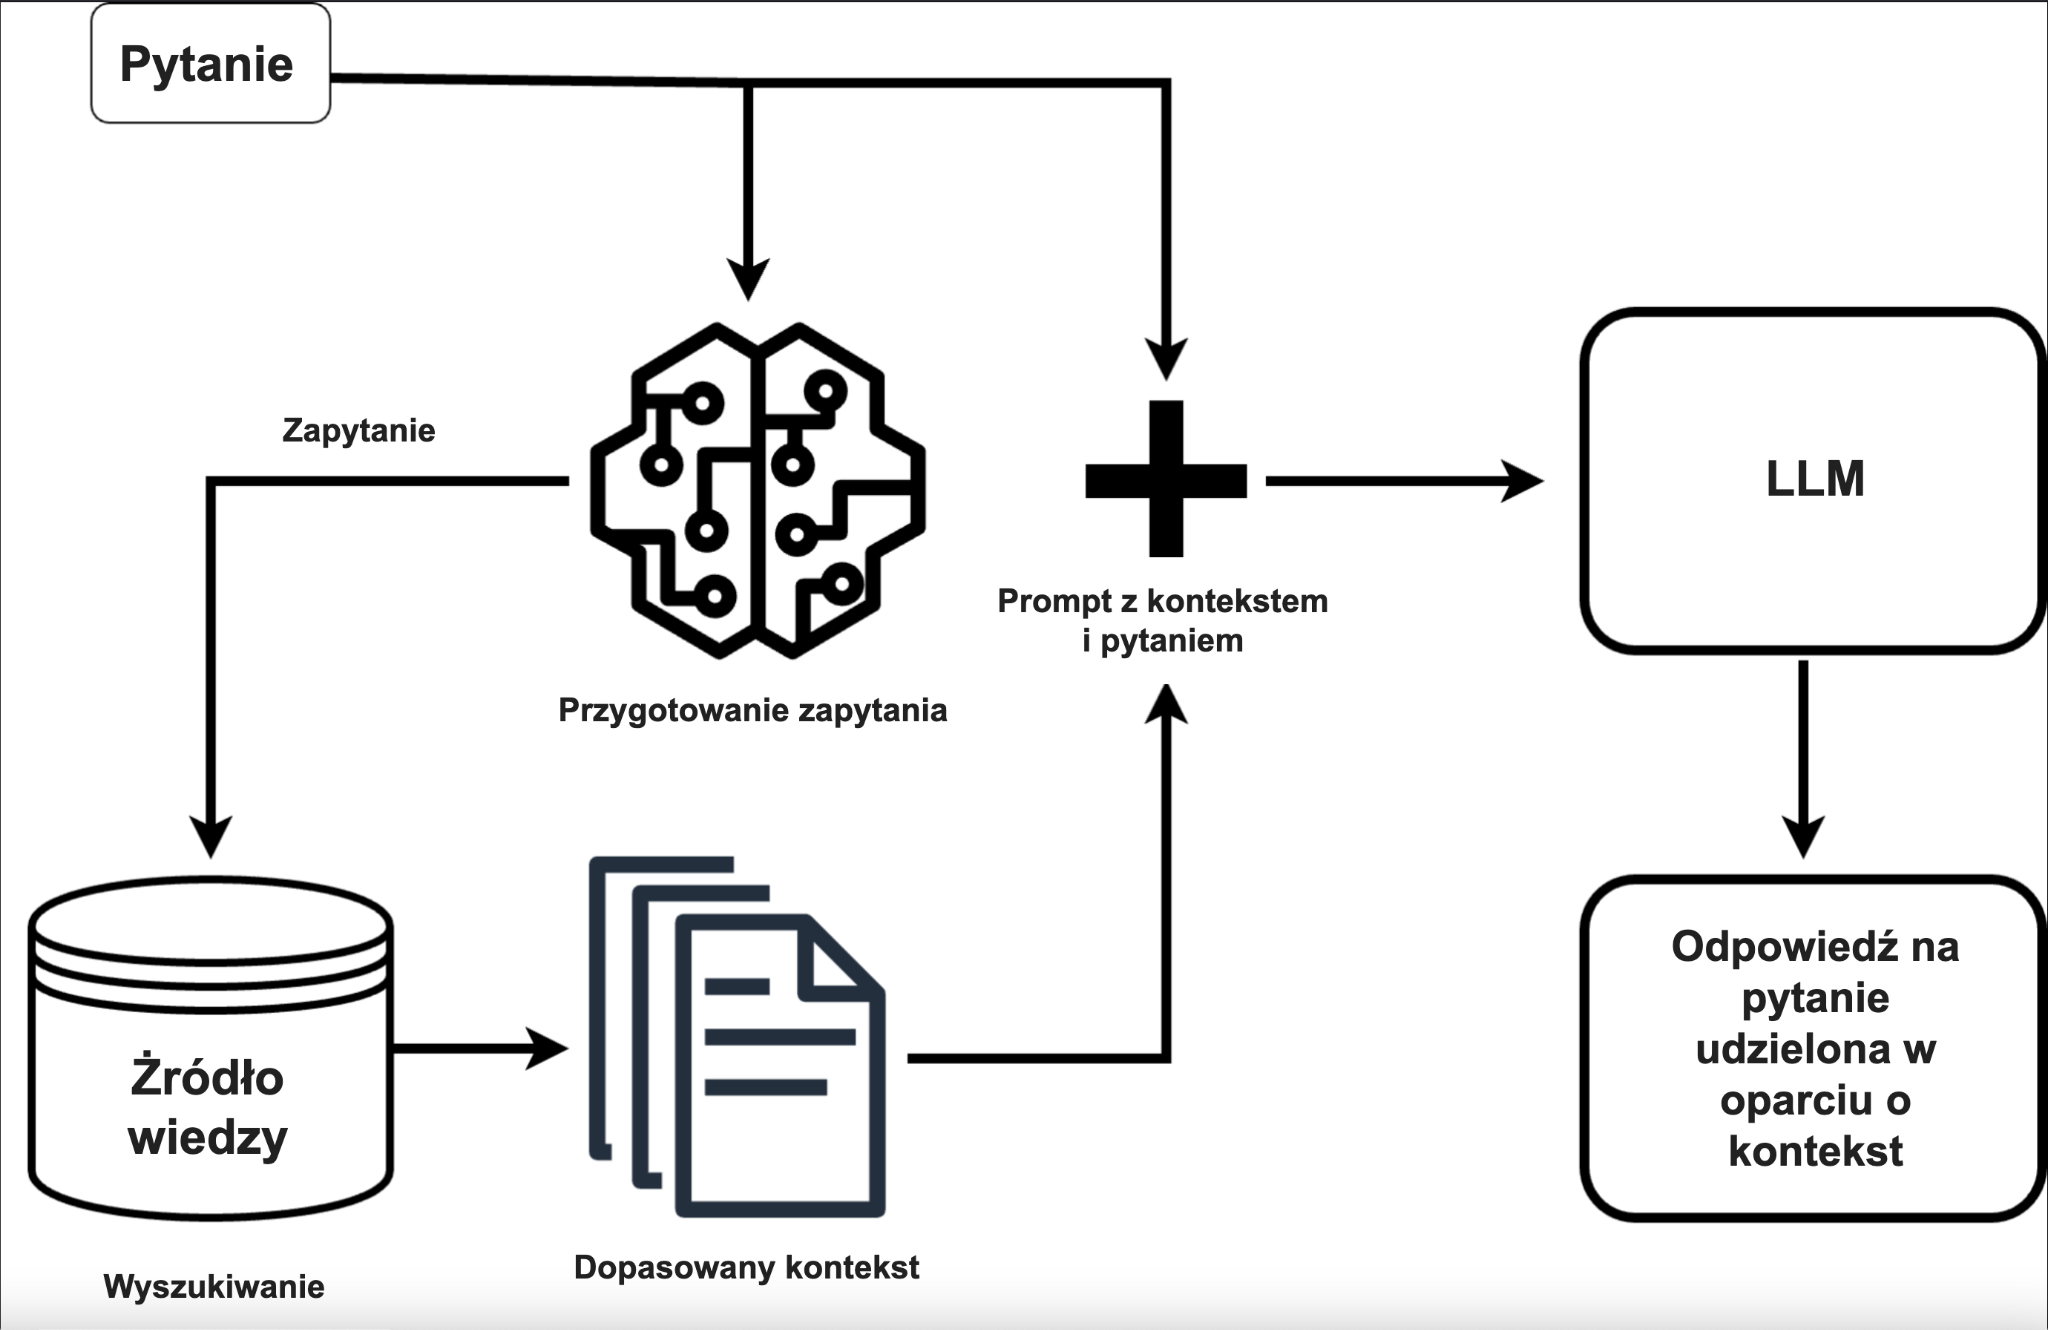 Pytanie
Zapytanie
LLM
Prompt z kontekstem
i pytaniem
Przygotowanie zapytania
Odpowiedź na
pytanie
udzielona w
oparciu o
kontekst
Żródło
wiedzy
Dopasowany kontekst
Wyszukiwanie